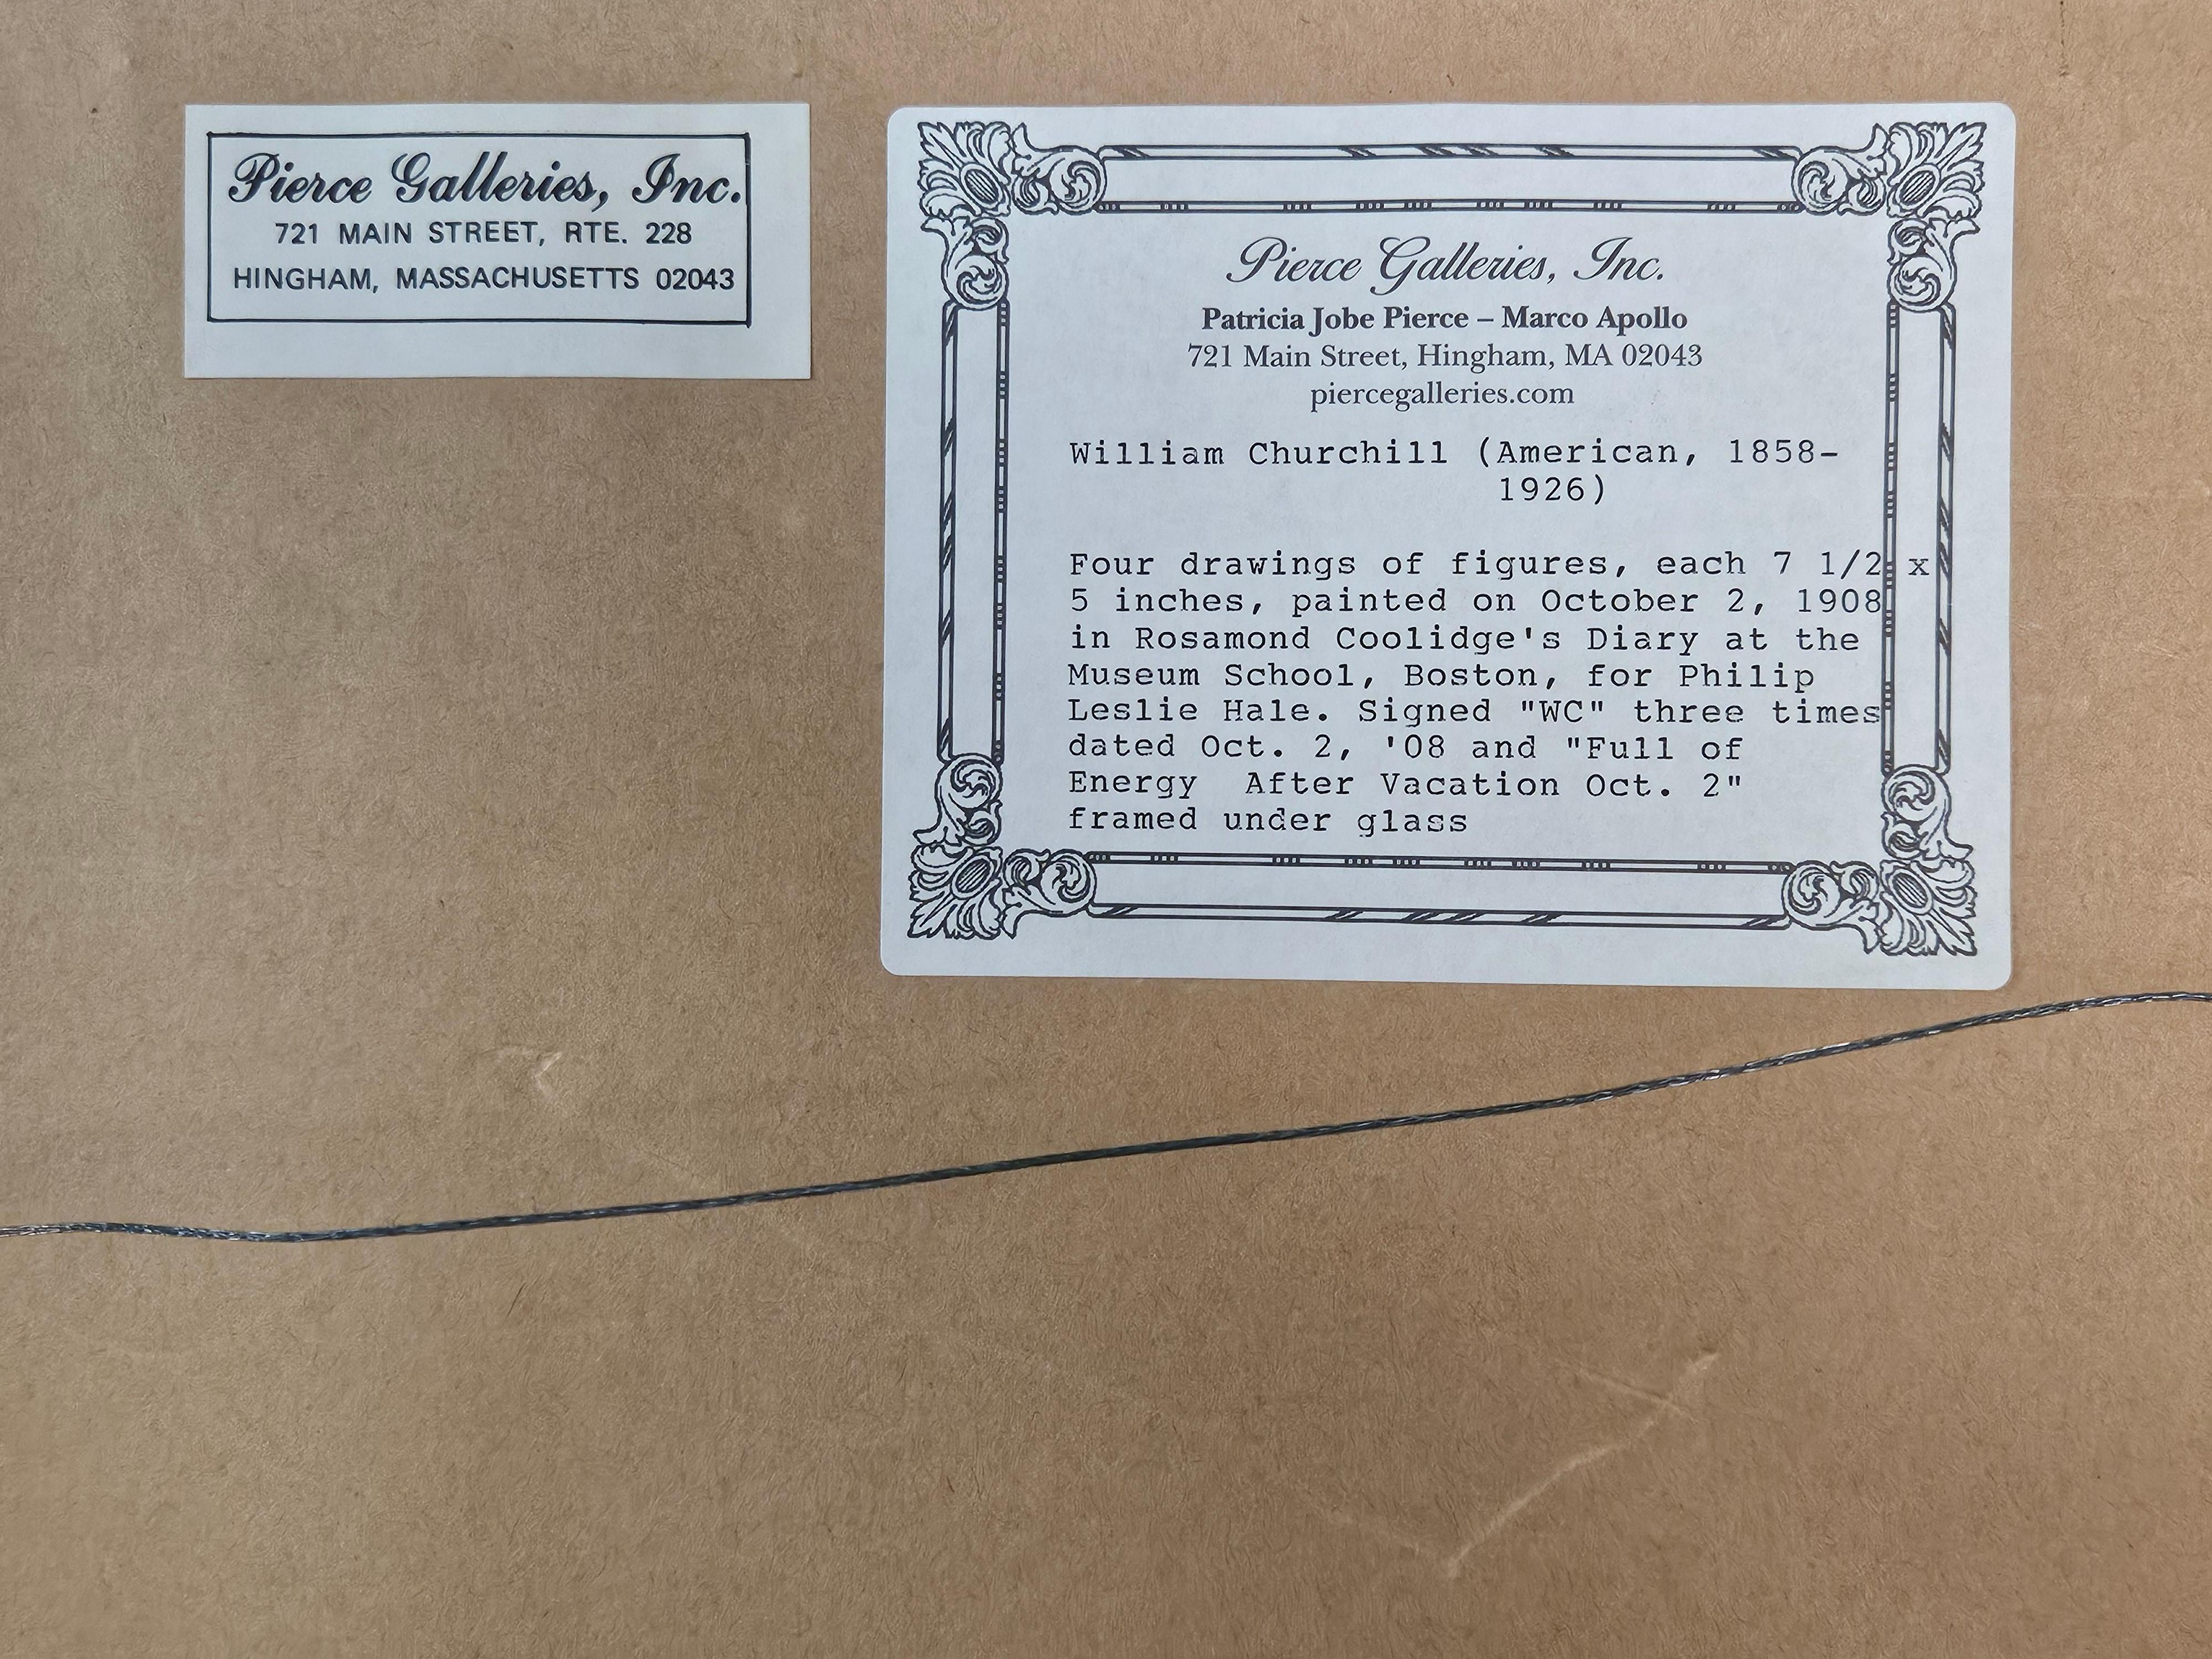 Pierce Galleries, Inc.
721 MAIN STREET, RTE. 228
HINGHAM, MASSACHUSETTS 02043
Pierce Galleries, Inc.
Patricia Jobe Pierce – Marco Apollo
721 Main Street, Hingham, MA 02043
piercegalleries.com
William Churchill (American, 1858-
1926)
Four drawings of figures, each 7 1/2 x
5 inches, painted on October 2, 1908
in Rosamond Coolidge's Diary at the
Museum School, Boston, for Philip
Leslie Hale. Signed "WC" three times
dated Oct. 2, '08 and "Full of
Energy  After Vacation Oct. 2"
framed under glass